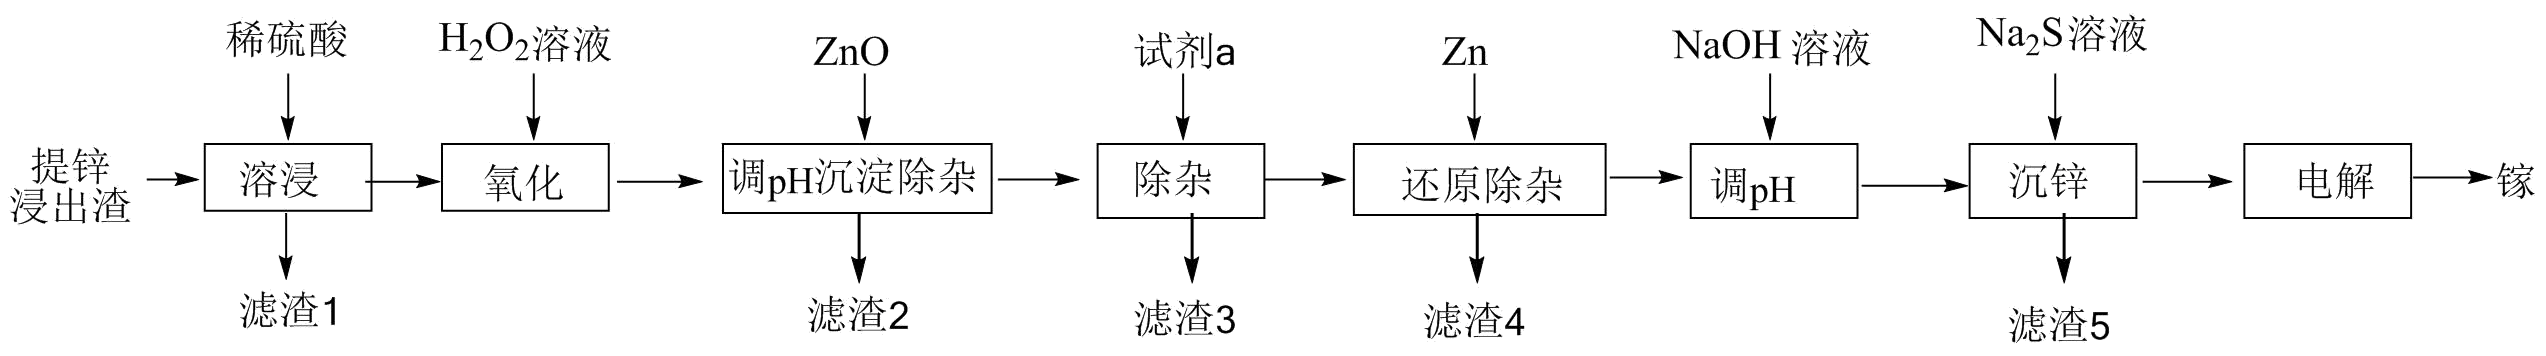 稀硫酸
H₂O₂溶液
ZnO
试剂a
Zn
NaOH 溶液
Na₂S溶液
提锌
浸出渣
溶浸
氧化
调pH沉淀除杂
除杂
还原除杂
调pH
沉锌
电解
镓
滤渣1
滤渣2
滤渣3
滤渣4
滤渣5